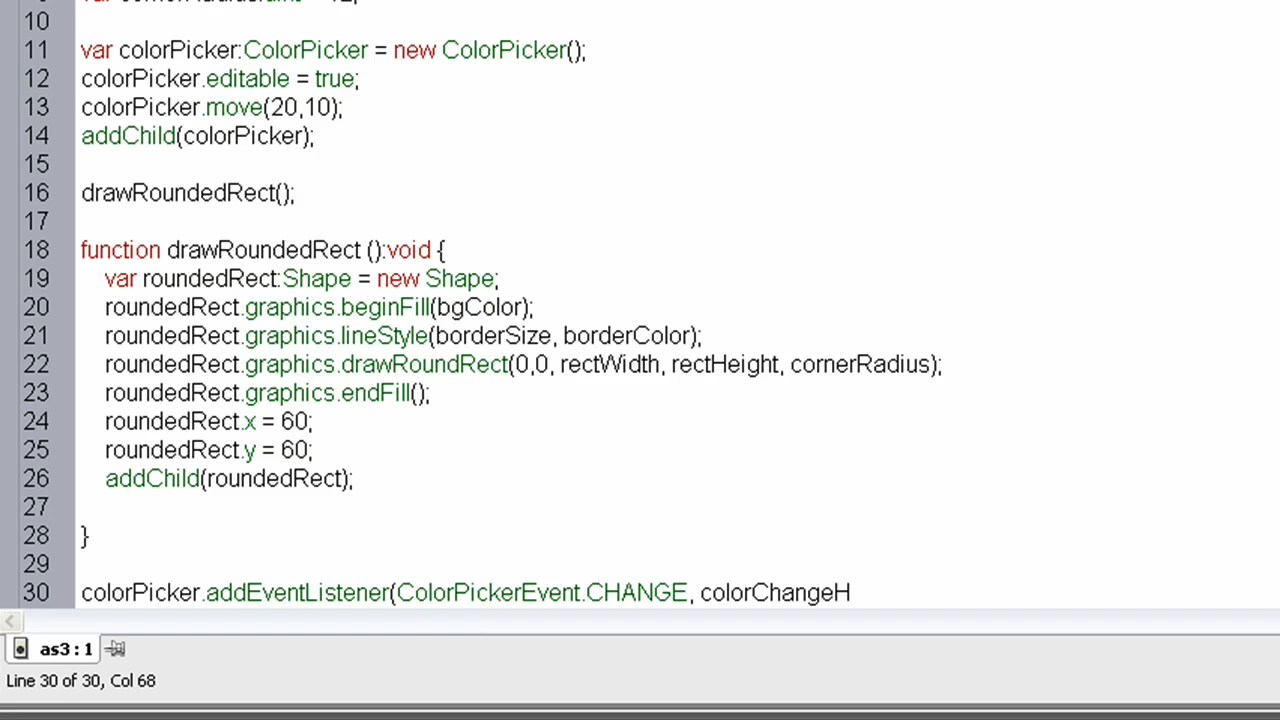 10
11 var colorPicker:ColorPicker = new ColorPicker();
12 colorPicker.editable = true;
13 colorPicker.move(20,10);
14 addChild(colorPicker);
15
16 drawRoundedRect();
17
18 function drawRoundedRect ():void {
19 var roundedRect:Shape = new Shape;
20 roundedRect.graphics.beginFill(bgColor);
21 roundedRect.graphics.lineStyle(borderSize, borderColor);
22 roundedRect.graphics.drawRoundRect(0,0, rectWidth, rectHeight, cornerRadius);
23 roundedRect.graphics.endFill();
24 roundedRect.x = 60;
25 roundedRect.y = 60;
26 addChild(roundedRect);
27
28 }
29
30 colorPicker.addEventListener(ColorPickerEvent.CHANGE, colorChangeH
as3 : 1
Line 30 of 30, Col 68